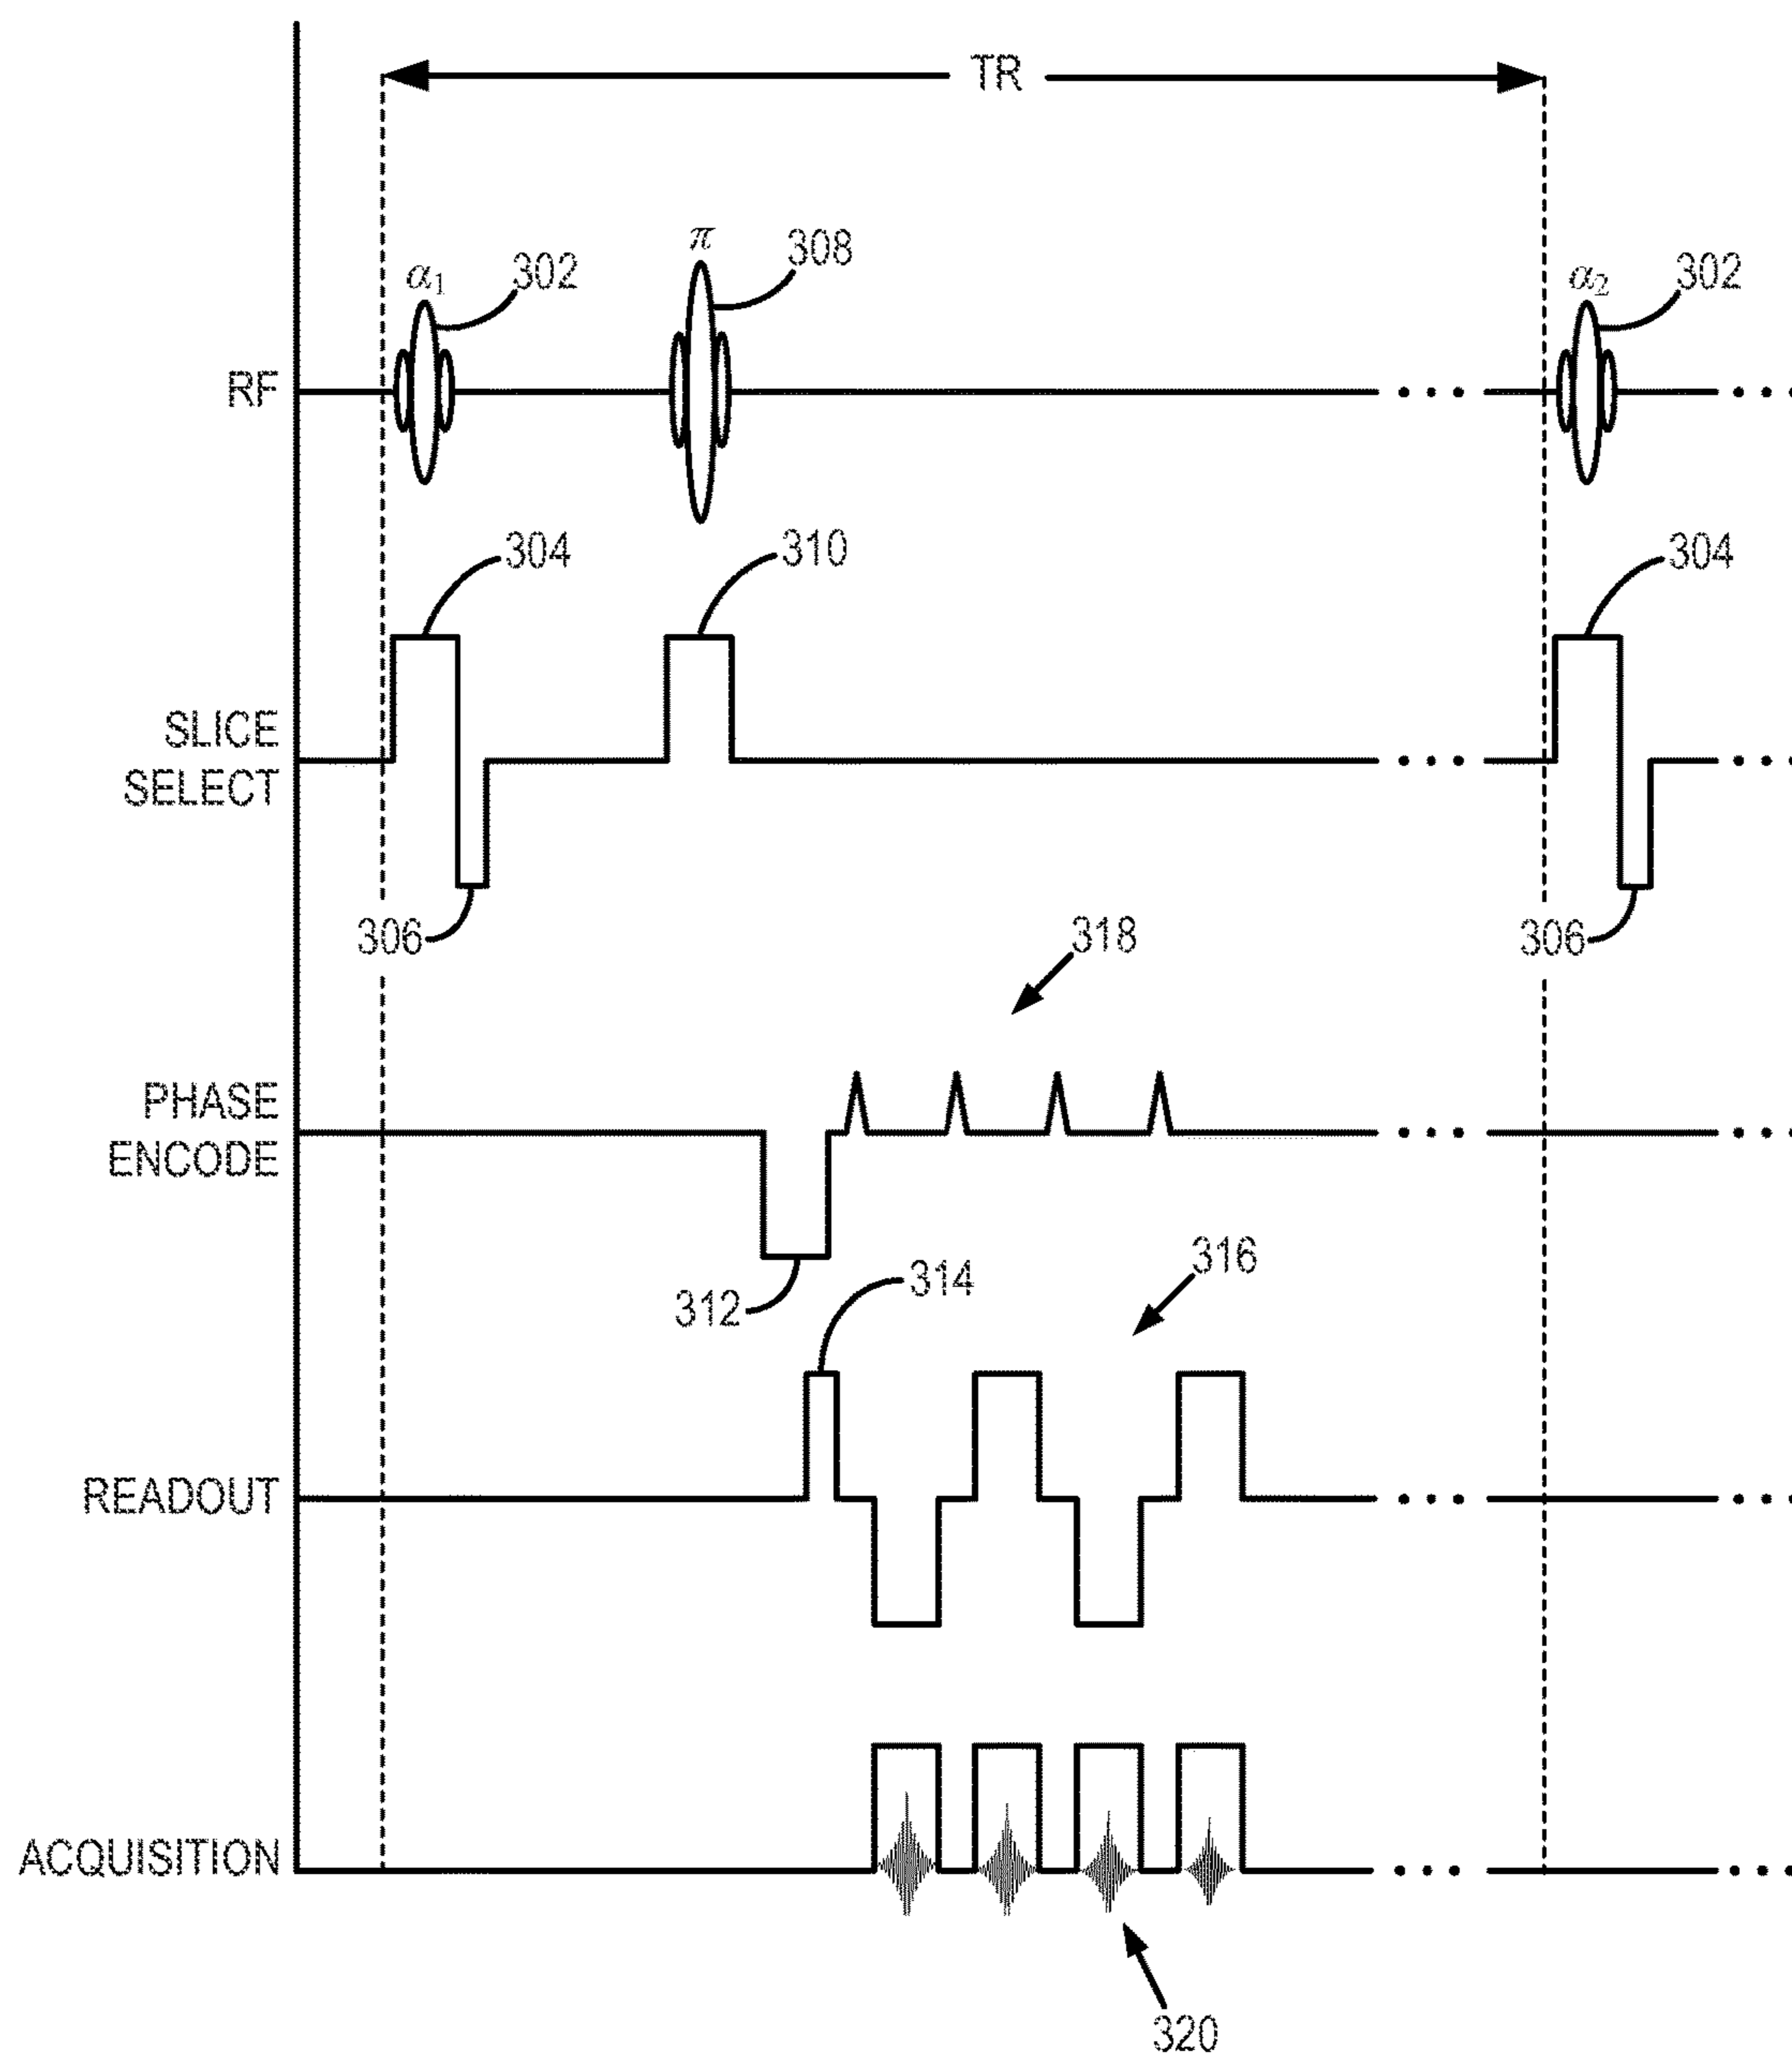 TR
π
308
α₁
302
α₂
302
RF
304
310
304
SLICE
SELECT
306
306
318
PHASE
ENCODE
316
314
312
READOUT
ACQUISITION
320